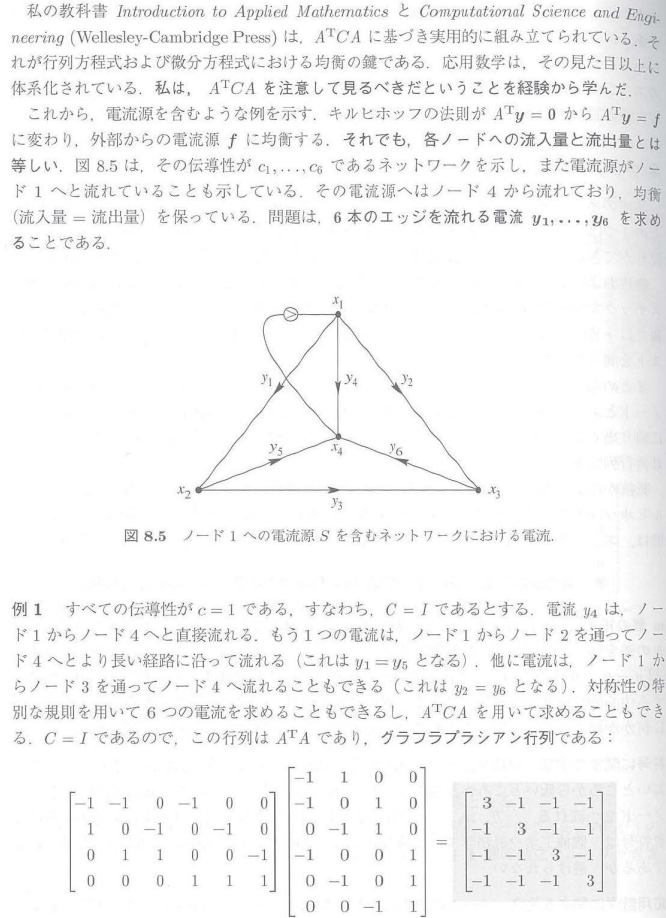 私の教科書 Introduction to Applied Mathematics と Computational Science and Engi-
neering (Wellesley-Cambridge Press) は，AᵀCA に基づき実用的に組み立てられている．そ
れが行列方程式および微分方程式における均衡の鍵である．応用数学は，その見た目以上に
体系化されている．私は， AᵀCA を注意して見るべきだということを経験から学んだ．
これから，電流源を含むような例を示す．キルヒホッフの法則が Aᵀy = 0 から Aᵀy = f
に変わり，外部からの電流源 f に均衡する．それでも，各ノードへの流入量と流出量とは
等しい．図 8.5 は，その伝導性が c₁,...,c₆ であるネットワークを示し，また電流源がノー
ド 1 へと流れていることも示している．その電流源へはノード 4 から流れており，均衡
（流入量 = 流出量）を保っている．問題は，6 本のエッジを流れる電流 y₁,...,y₆ を求め
ることである．
x₁
y₁
y₄
y₂
y₅
x₄
y₆
x₂
x₃
y₃
図 8.5 ノード 1 への電流源 S を含むネットワークにおける電流.
例 1 すべての伝導性が c = 1 である，すなわち，C = I であるとする．電流 y₄ は，ノー
ド 1 からノード 4 へと直接流れる．もう 1 つの電流は，ノード 1 からノード 2 を通ってノー
ド 4 へとより長い経路に沿って流れる（これは y₁ = y₅ となる）．他に電流は，ノード 1 か
らノード 3 を通ってノード 4 へ流れることもできる（これは y₂ = y₆ となる）．対称性の特
別な規則を用いて 6 つの電流を求めることもできるし，AᵀCA を用いて求めることもでき
る．C = I であるので，この行列は AᵀA であり，グラフラプラシアン行列である：
-1 -1 0 -1 0 0
1 0 -1 0 -1 0
0 1 1 0 0 -1
0 0 0 1 1 1
-1 1 0 0
-1 0 1 0
0 -1 1 0
-1 0 0 1
0 -1 0 1
0 0 -1 1
=
3 -1 -1 -1
-1 3 -1 -1
-1 -1 3 -1
-1 -1 -1 3